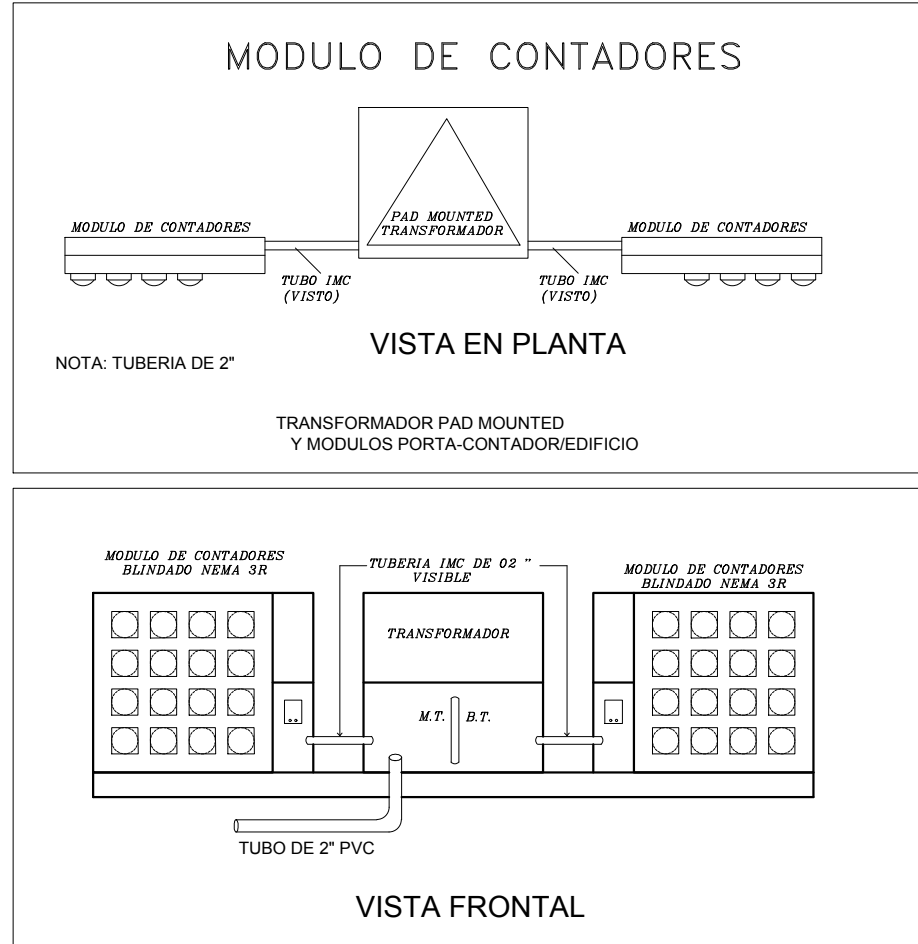 MODULO DE CONTADORES
PAD MOUNTED
TRANSFORMADOR
MODULO DE CONTADORES
MODULO DE CONTADORES
TUBO IMC
(VISTO)
TUBO IMC
(VISTO)
VISTA EN PLANTA
NOTA: TUBERIA DE 2"
TRANSFORMADOR PAD MOUNTED
Y MODULOS PORTA-CONTADOR/EDIFICIO
MODULO DE CONTADORES
BLINDADO NEMA 3R
TUBERIA IMC DE 02 "
VISIBLE
MODULO DE CONTADORES
BLINDADO NEMA 3R
TRANSFORMADOR
M.T. B.T.
TUBO DE 2" PVC
VISTA FRONTAL